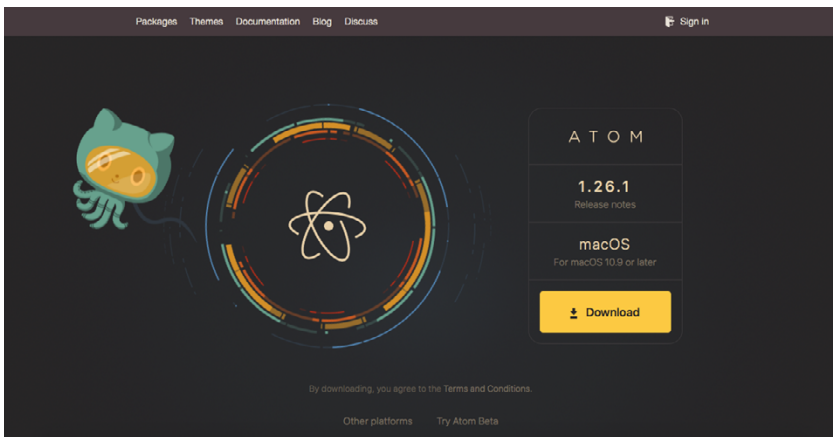 Packages Themes Documentation Blog Discuss Sign in
ATOM
1.26.1
Release notes
macOS
For macOS 10.9 or later
Download
By downloading, you agree to the Terms and Conditions.
Other platforms Try Atom Beta